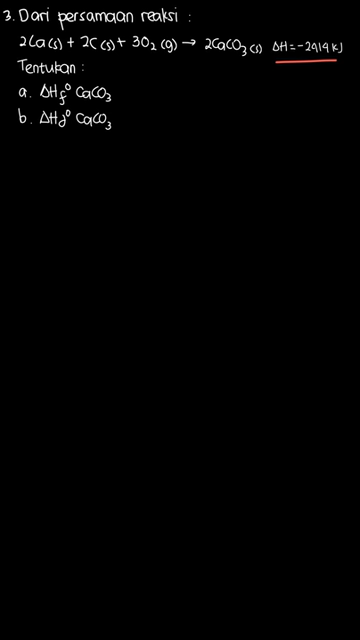 3. Dari persamaan reaksi :
2Ca(s) + 2C(s) + 3O₂(g) → 2CaCO₃(s) ΔH = -2414 kJ
Tentukan :
a. ΔHf° CaCO₃
b. ΔHd° CaCO₃